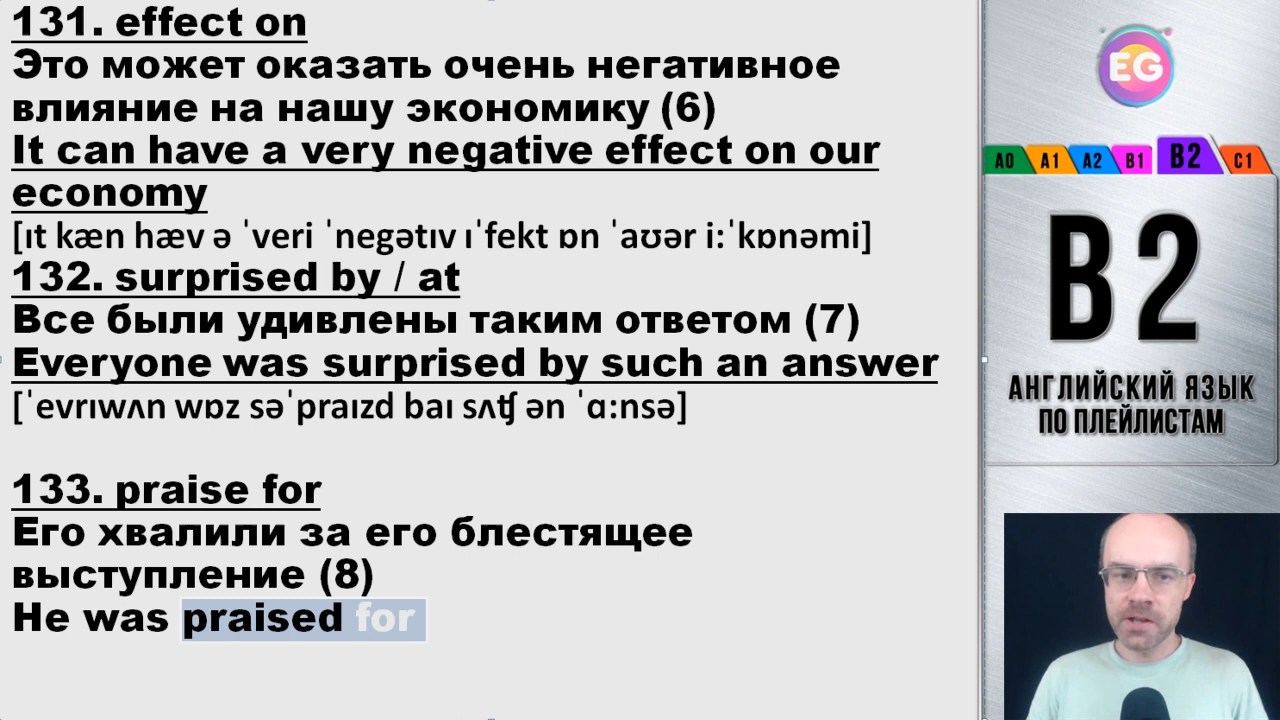 131. effect on
Это может оказать очень негативное
влияние на нашу экономику (6)
It can have a very negative effect on our
economy
[ɪt kæn hæv ə ˈveri ˈnegətɪv ɪˈfekt ɒn ˈaʊər i:ˈkɒnəmi]
132. surprised by / at
Все были удивлены таким ответом (7)
Everyone was surprised by such an answer
[ˈevrɪwʌn wɒz səˈpraɪzd baɪ sʌʧ ən ˈɑ:nsə]
133. praise for
Его хвалили за его блестящее
выступление (8)
He was praised for
EG
A0 A1 A2 B1 B2 C1
B2
АНГЛИЙСКИЙ ЯЗЫК
ПО ПЛЕЙЛИСТАМ